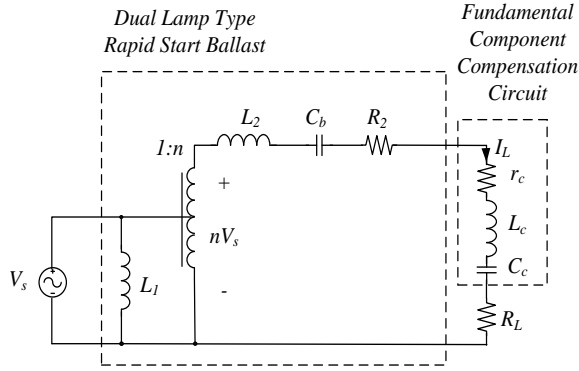 Dual Lamp Type
Rapid Start Ballast
Fundamental
Component
Compensation
Circuit
L2
Cb
R2
1:n
+
nVs
-
Vs
L1
IL
rc
Lc
Cc
RL